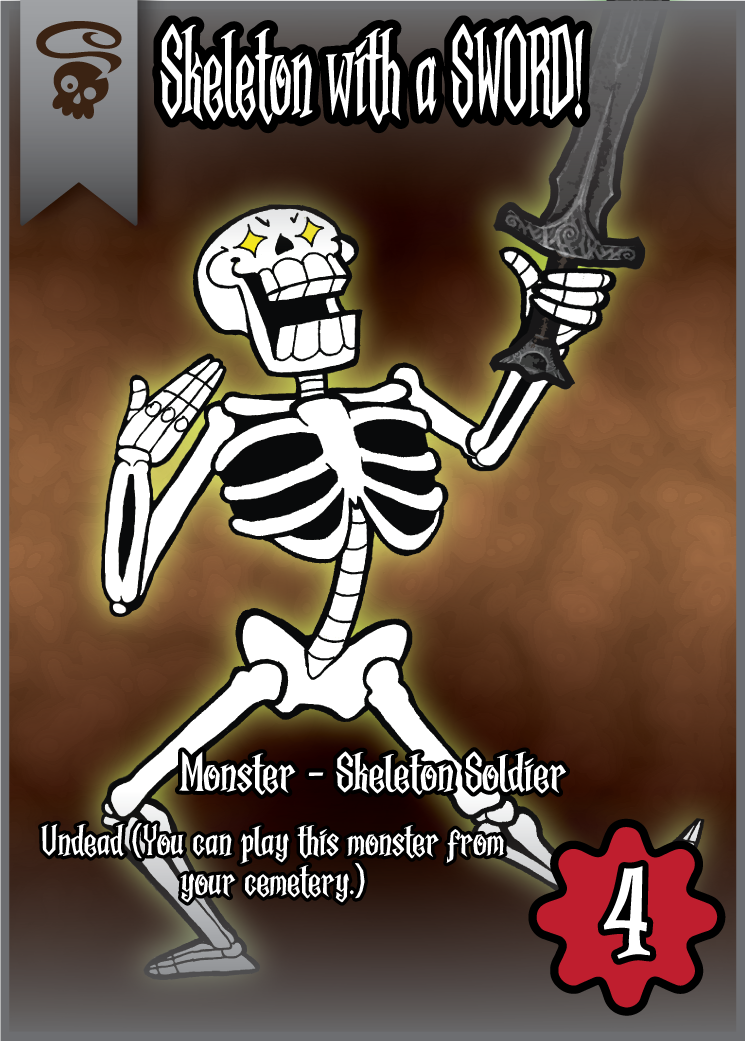 Skeleton with a SWORD!
Monster - Skeleton Soldier
Undead (You can play this monster from
your cemetery.)
4